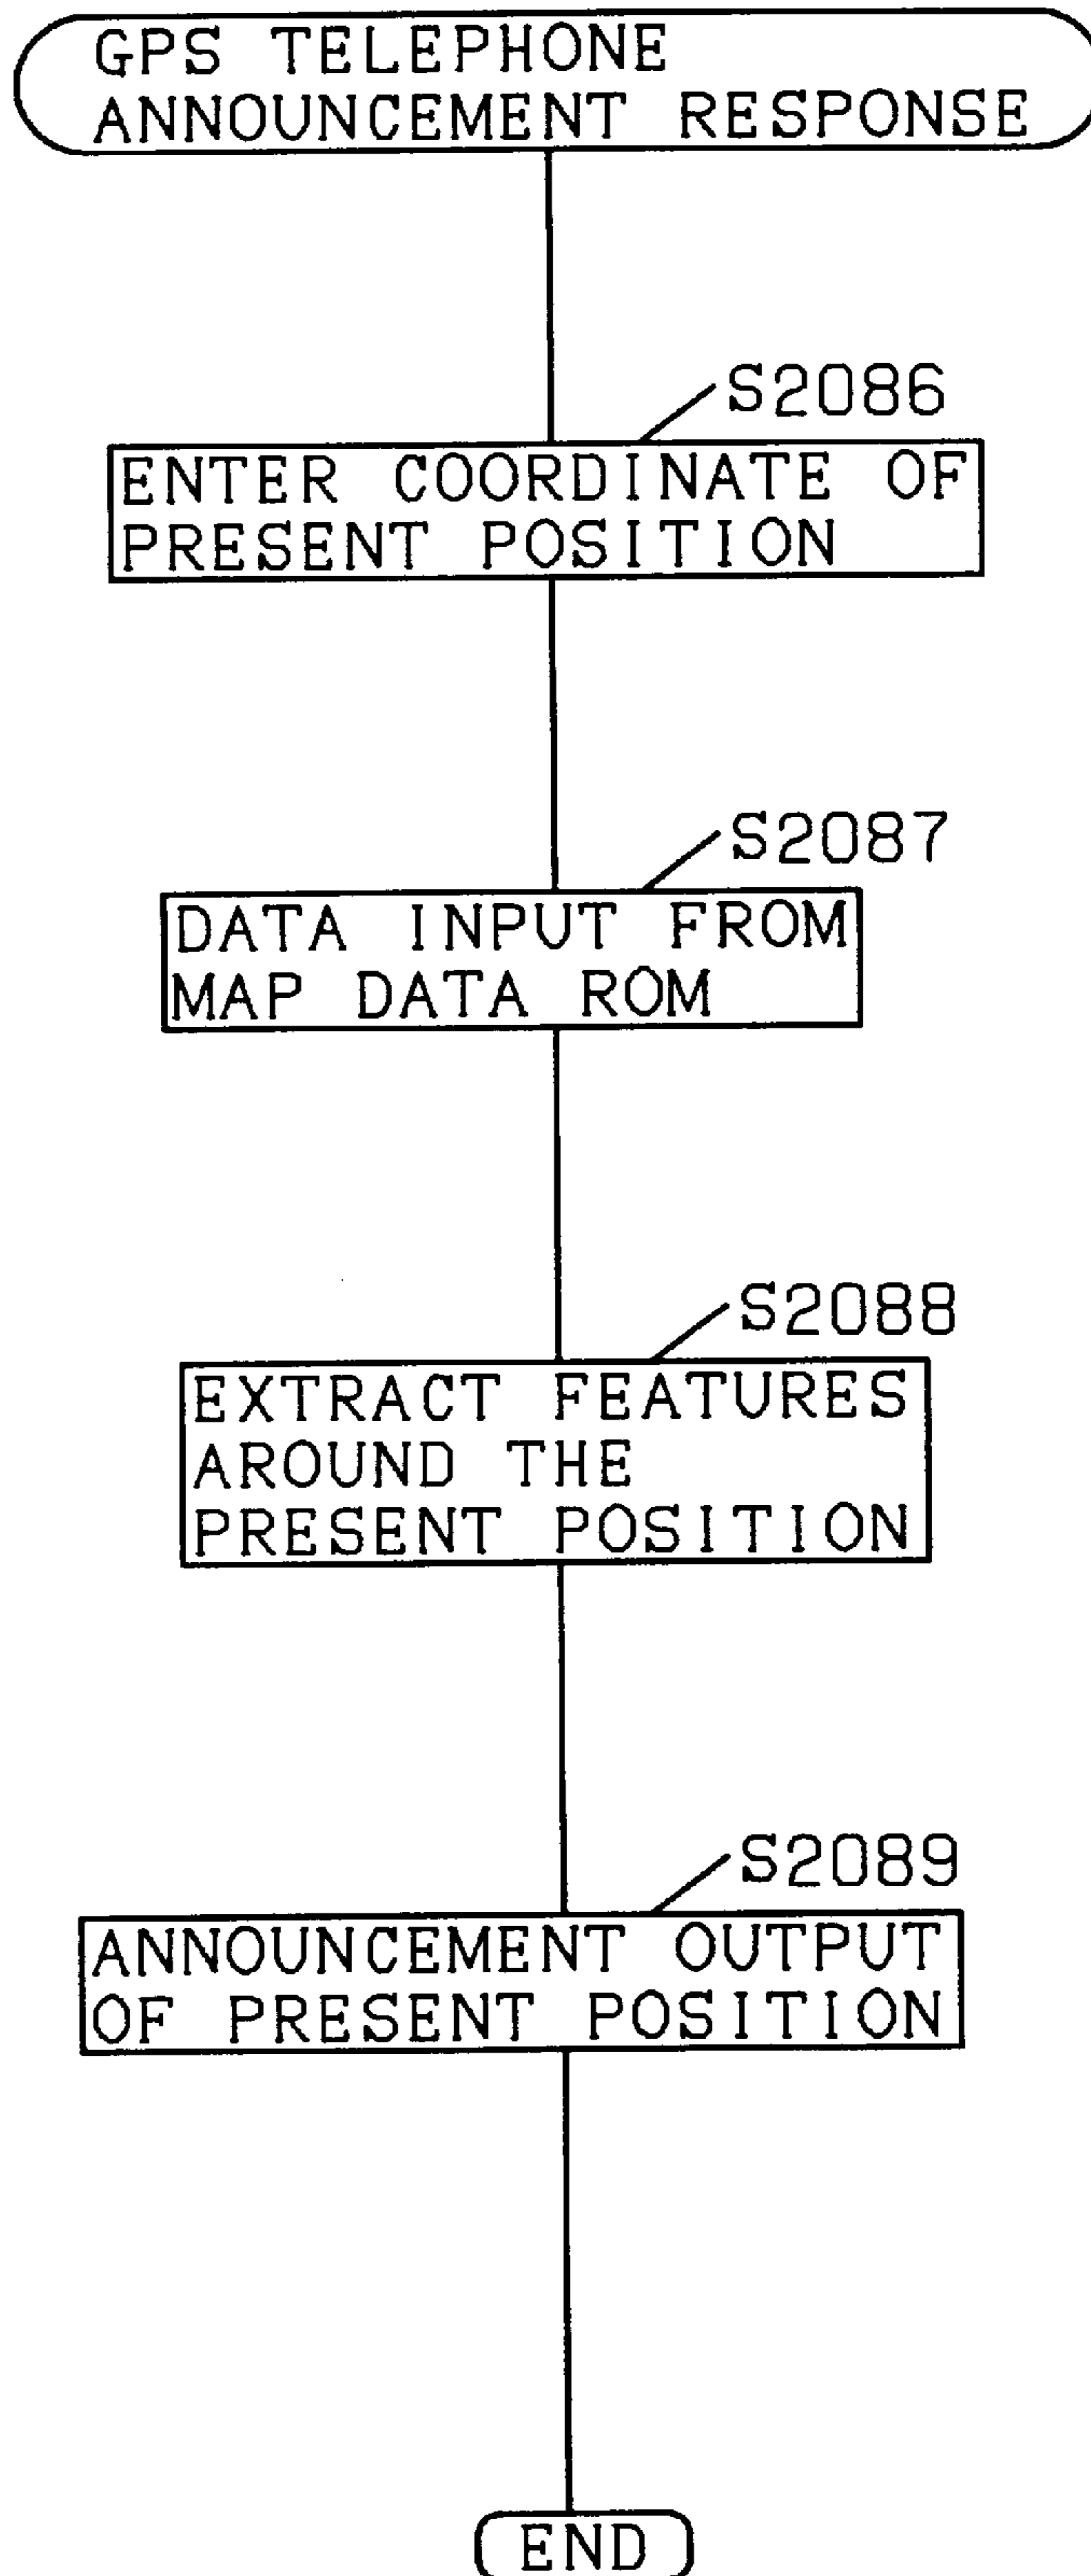 GPS TELEPHONE
ANNOUNCEMENT RESPONSE
S2086
ENTER COORDINATE OF
PRESENT POSITION
S2087
DATA INPUT FROM
MAP DATA ROM
S2088
EXTRACT FEATURES
AROUND THE
PRESENT POSITION
S2089
ANNOUNCEMENT OUTPUT
OF PRESENT POSITION
END